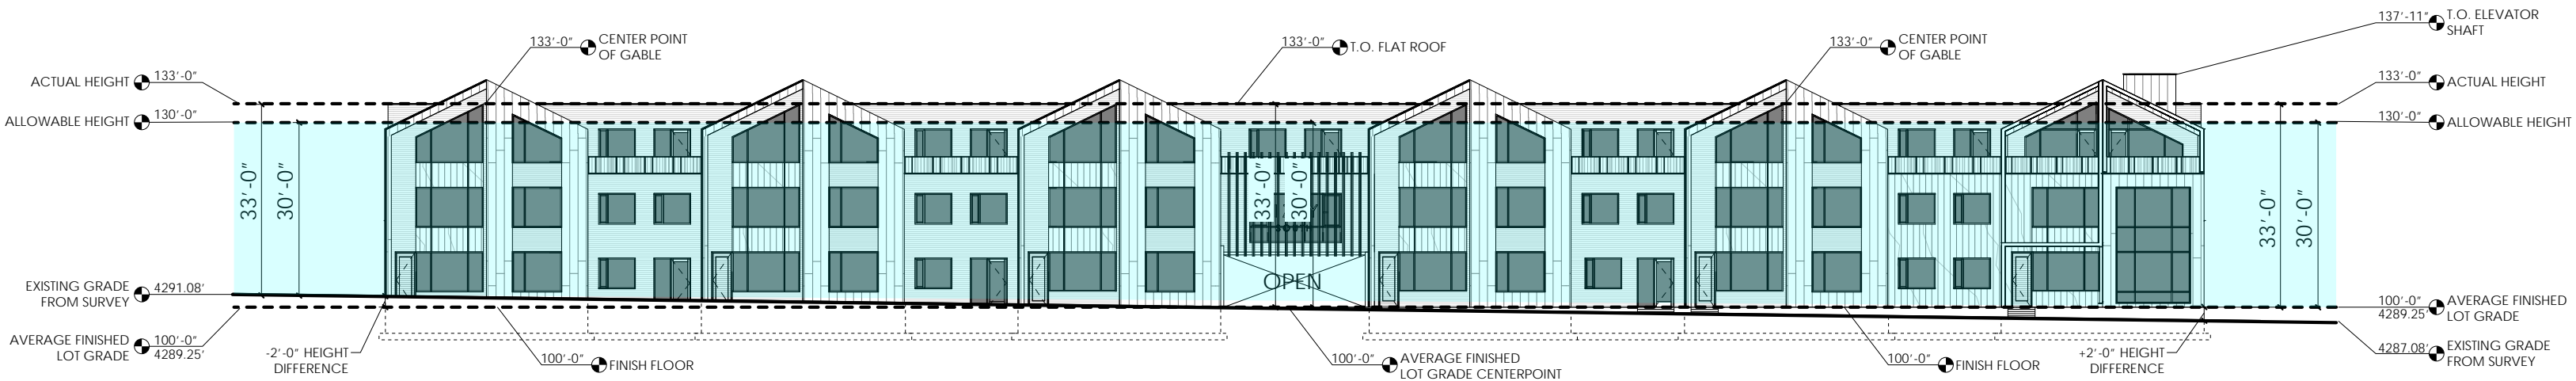 137'-11"
T.O. ELEVATOR
SHAFT
133'-0"
CENTER POINT
OF GABLE
133'-0"
T.O. FLAT ROOF
133'-0"
CENTER POINT
OF GABLE
ACTUAL HEIGHT
133'-0"
133'-0"
ACTUAL HEIGHT
ALLOWABLE HEIGHT
130'-0"
130'-0"
ALLOWABLE HEIGHT
33'-0"
30'-0"
33'-0"
30'-0"
33'-0"
30'-0"
OPEN
EXISTING GRADE
FROM SURVEY
4291.08'
100'-0"
4289.25'
AVERAGE FINISHED
LOT GRADE
AVERAGE FINISHED
LOT GRADE
100'-0"
4289.25'
-2'-0" HEIGHT
DIFFERENCE
100'-0"
FINISH FLOOR
100'-0"
AVERAGE FINISHED
LOT GRADE CENTERPOINT
100'-0"
FINISH FLOOR
+2'-0" HEIGHT
DIFFERENCE
4287.08'
EXISTING GRADE
FROM SURVEY